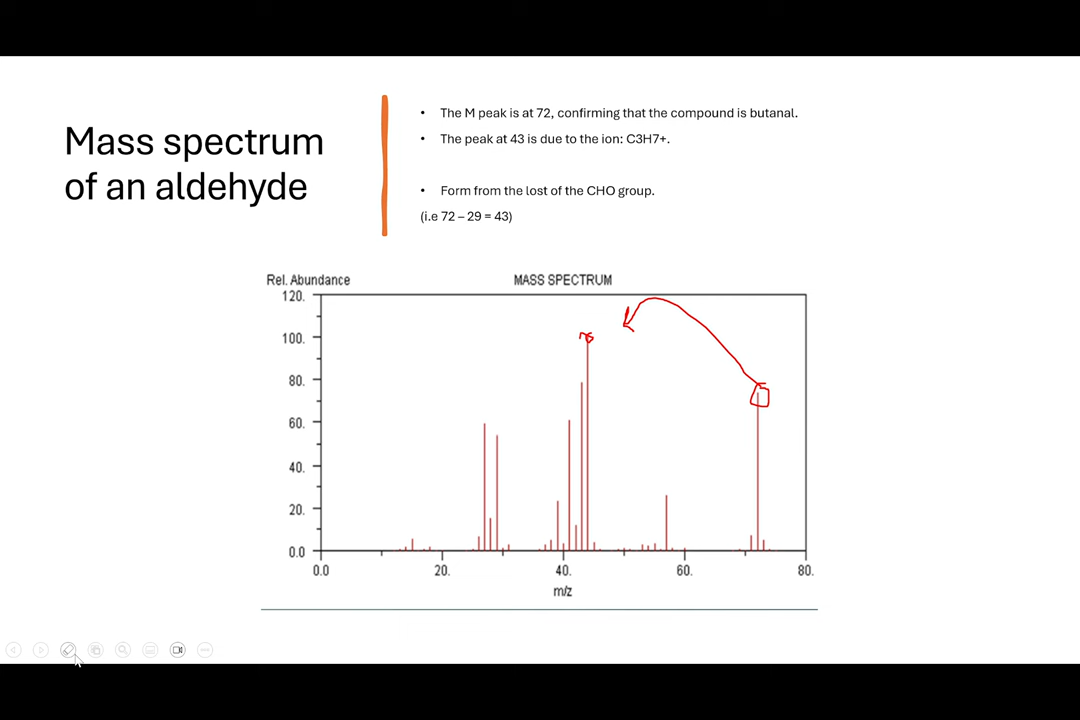 Mass spectrum
of an aldehyde
• The M peak is at 72, confirming that the compound is butanal.
• The peak at 43 is due to the ion: C3H7+.
• Form from the lost of the CHO group.
(i.e 72 – 29 = 43)
Rel. Abundance
MASS SPECTRUM
120.
100.
80.
60.
40.
20.
0.0
0.0 20. 40. 60. 80.
m/z